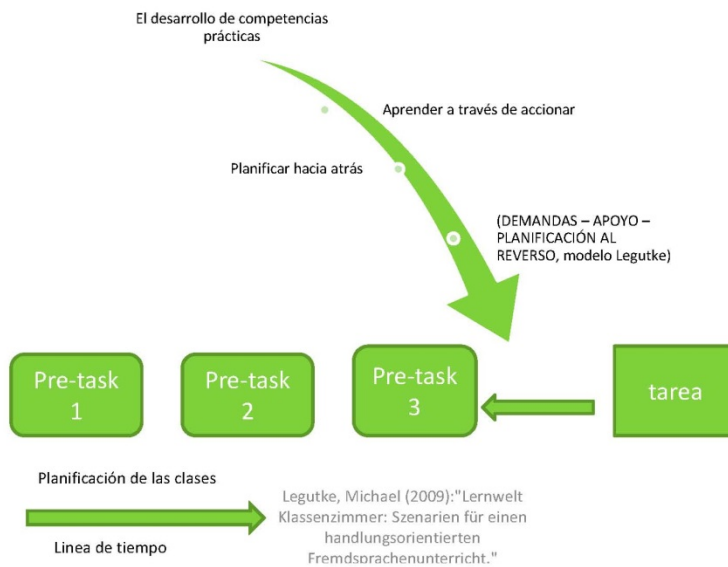 El desarrollo de competencias
prácticas
Aprender a través de accionar
Planificar hacia atrás
(DEMANDAS – APOYO –
PLANIFICACIÓN AL
REVERSO, modelo Legutke)
Pre-task
1
Pre-task
2
Pre-task
3
tarea
Planificación de las clases
Linea de tiempo
Legutke, Michael (2009):"Lernwelt
Klassenzimmer: Szenarien für einen
handlungsorientierten
Fremdsprachenunterricht."